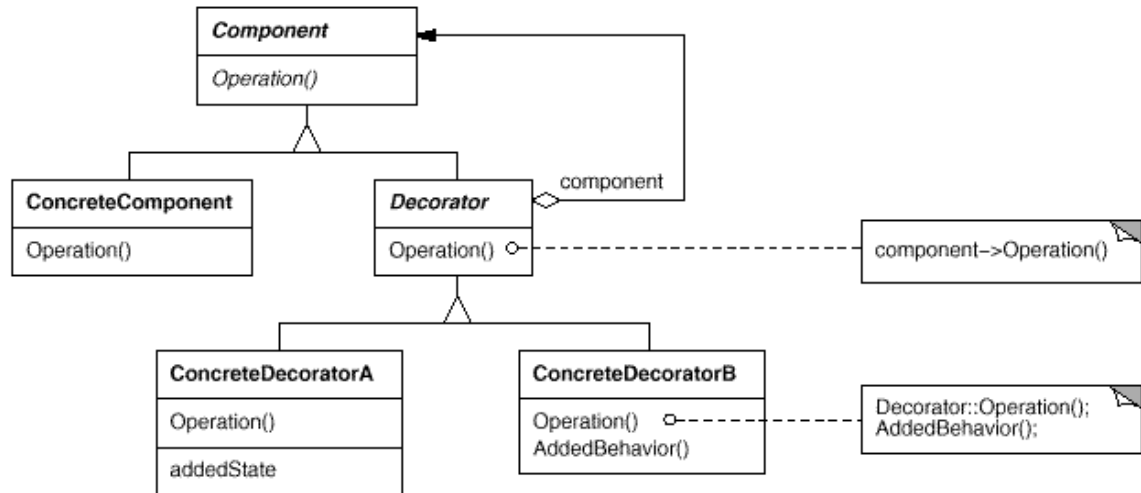 Component
Operation()
component
ConcreteComponent
Operation()
Decorator
Operation()
component–>Operation()
ConcreteDecoratorA
Operation()
addedState
ConcreteDecoratorB
Operation()
AddedBehavior()
Decorator::Operation();
AddedBehavior();